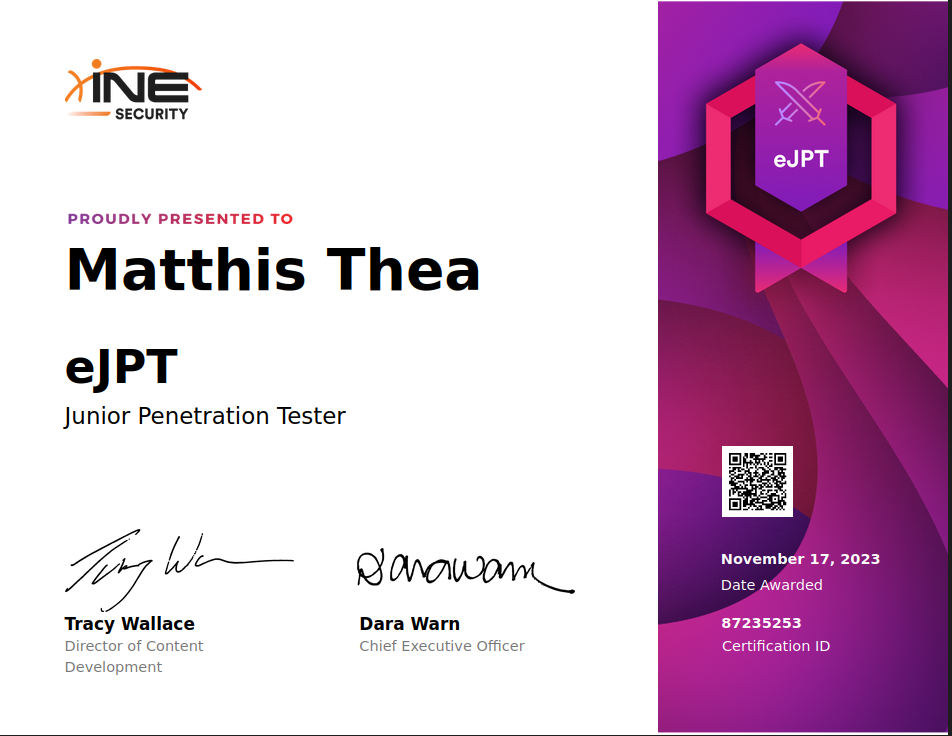 iNE
SECURITY
PROUDLY PRESENTED TO
Matthis Thea
eJPT
Junior Penetration Tester
Tracy Wallace
Director of Content
Development
Dara Warn
Chief Executive Officer
eJPT
November 17, 2023
Date Awarded
87235253
Certification ID